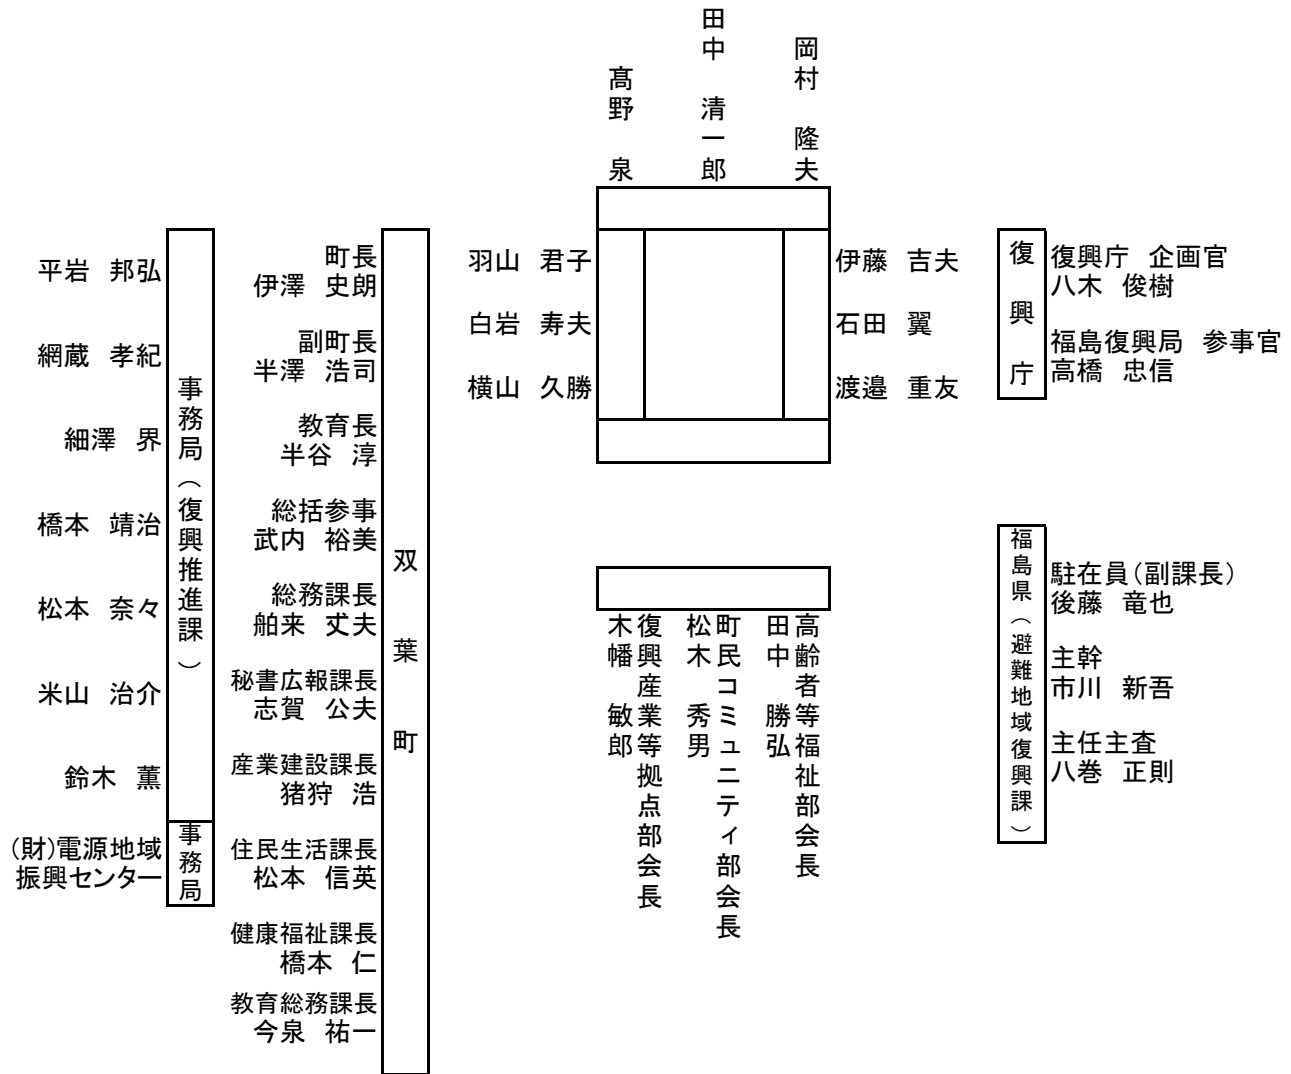 岡村 隆夫
田中 清一郎
髙野 泉
羽山 君子
白岩 寿夫
横山 久勝
伊藤 吉夫
石田 翼
渡邉 重友
復興庁
復興庁 企画官
八木 俊樹
福島復興局 参事官
高橋 忠信
福島県（避難地域復興課）
駐在員(副課長)
後藤 竜也
主幹
市川 新吾
主任主査
八巻 正則
高齢者等福祉部会長
田中 勝弘
町民コミュニティ部会長
松木 秀男
復興産業等拠点部会長
木幡 敏郎
双葉町
町長
伊澤 史朗
副町長
半澤 浩司
教育長
半谷 淳
総括参事
武内 裕美
総務課長
舶来 丈夫
秘書広報課長
志賀 公夫
産業建設課長
猪狩 浩
住民生活課長
松本 信英
健康福祉課長
橋本 仁
教育総務課長
今泉 祐一
事務局（復興推進課）
平岩 邦弘
網蔵 孝紀
細澤 界
橋本 靖治
松本 奈々
米山 治介
鈴木 薫
事務局
(財)電源地域
振興センター